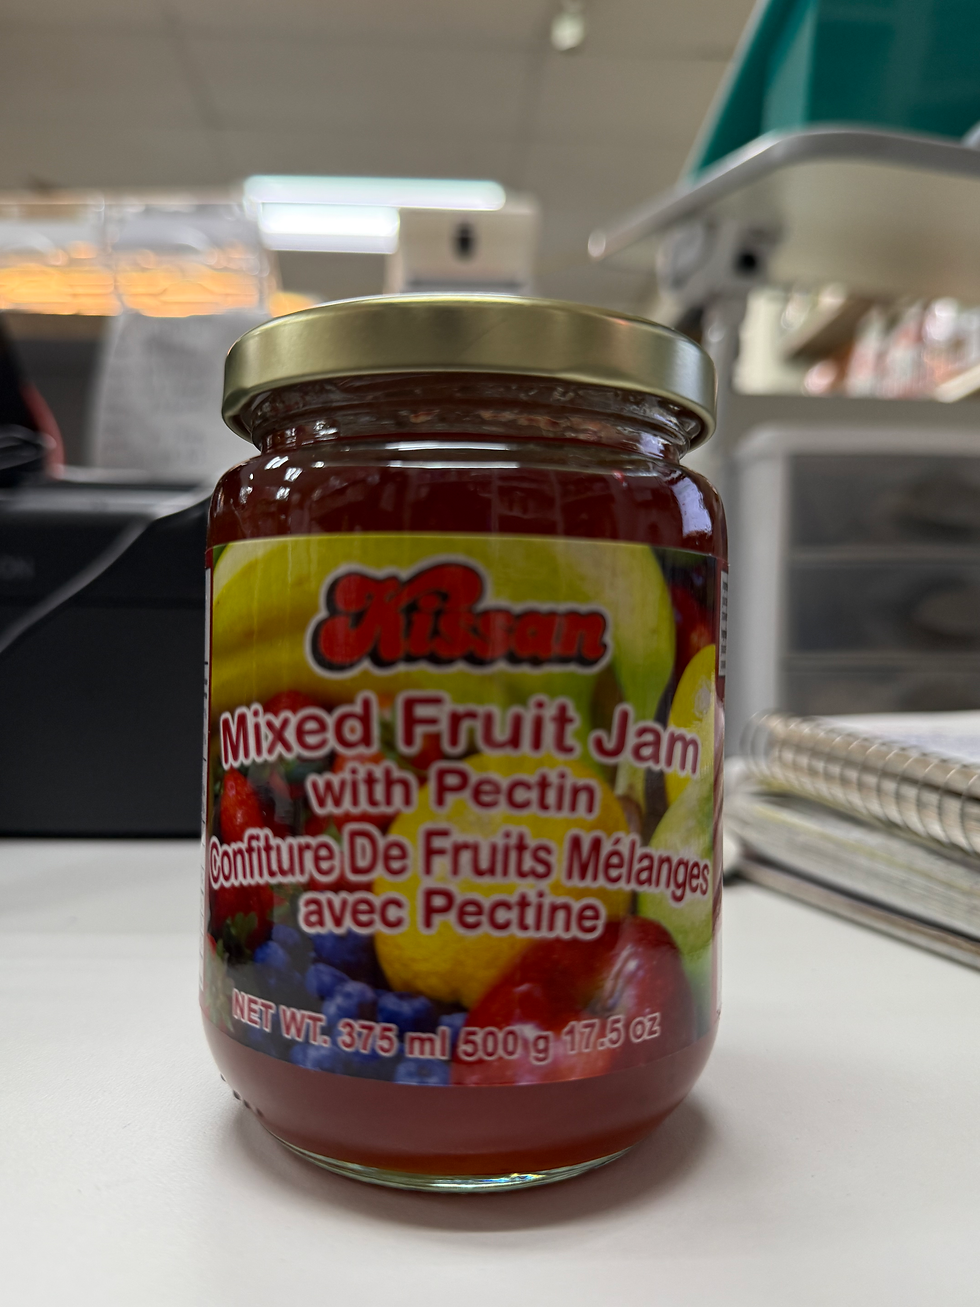 Kissan
Mixed Fruit Jam
with Pectin
Confiture De Fruits Mélanges
avec Pectine
NET WT. 375 ml 500 g 17.5 oz